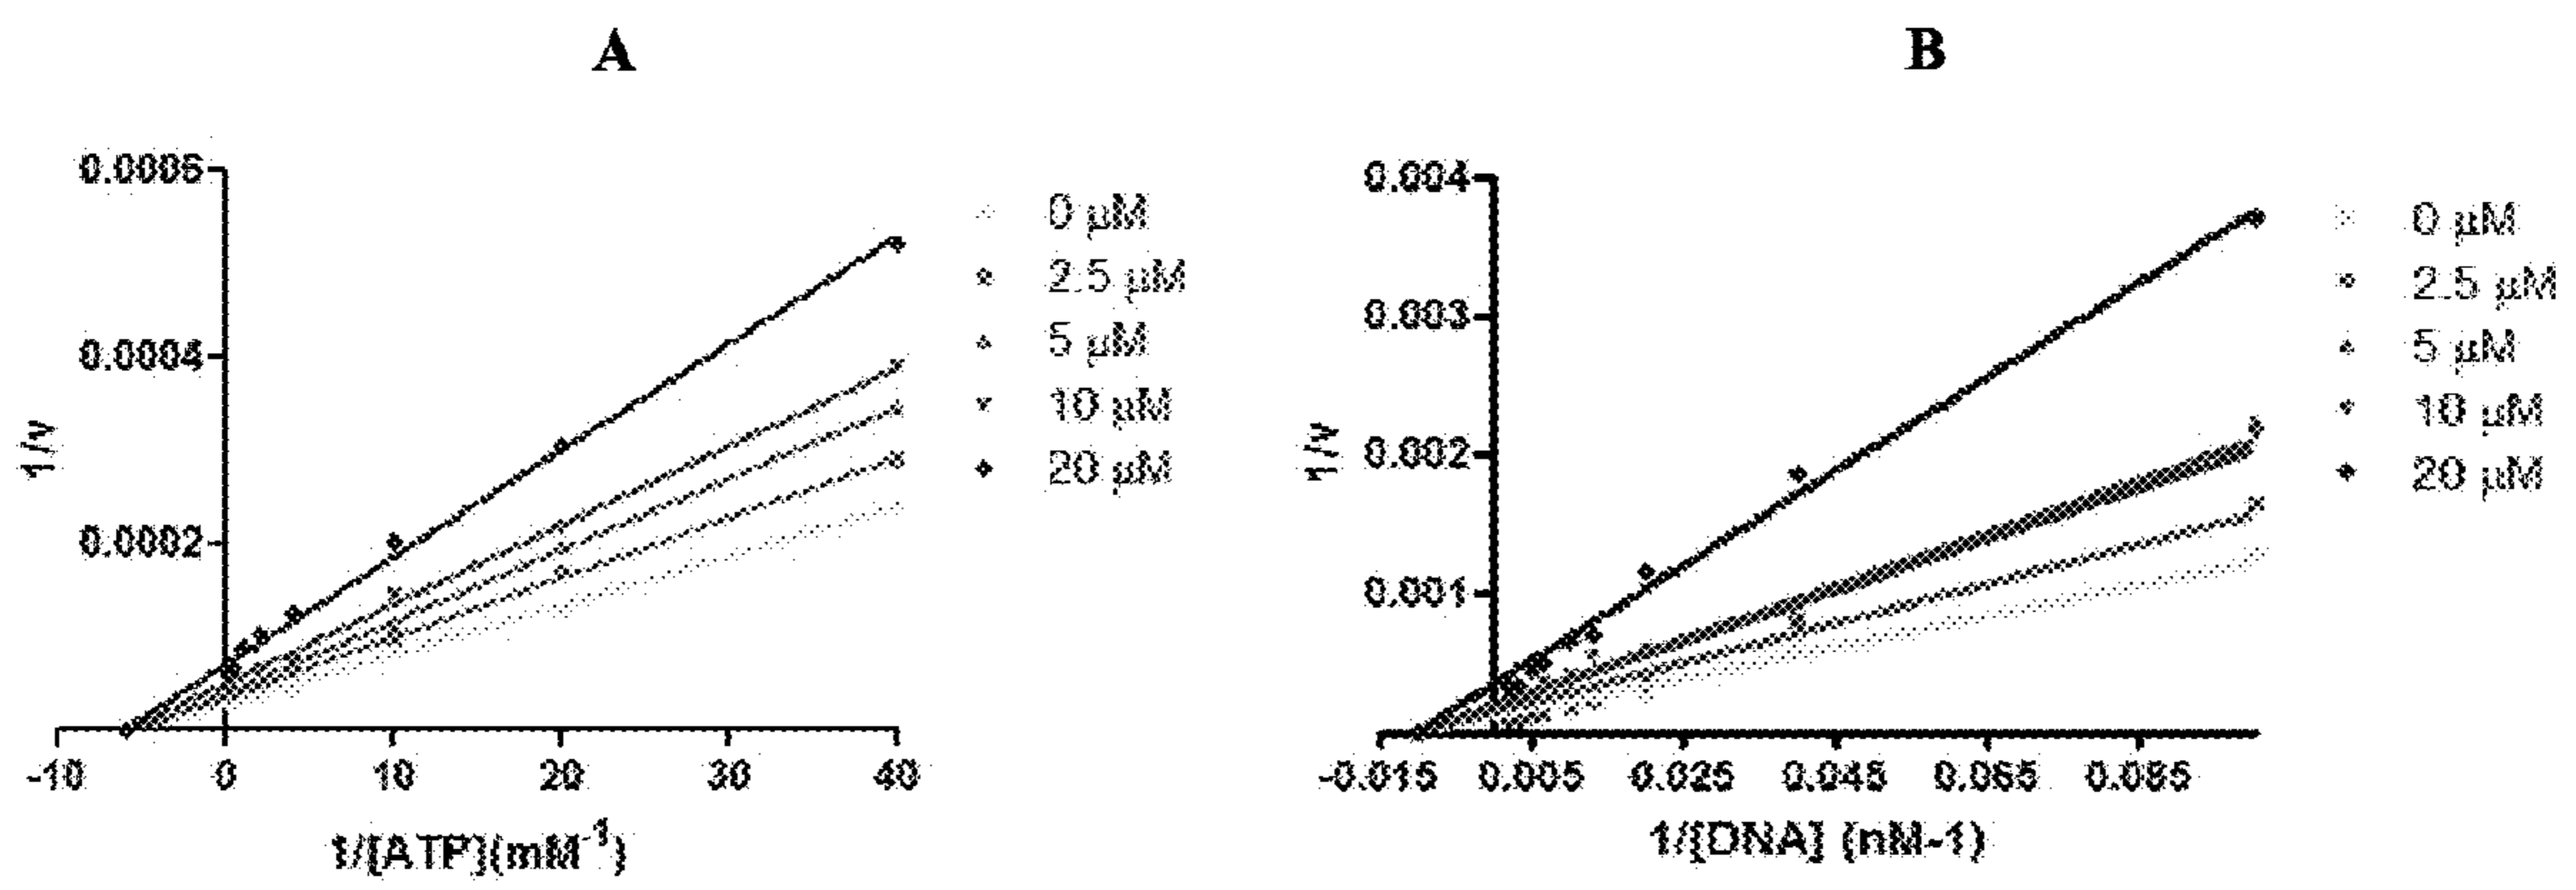 A
0.0006
0.0004
0.0002
1/v
-10 0 10 20 30 40
1/[ATP](mM⁻¹)
0 µM
2.5 µM
5 µM
10 µM
20 µM
B
0.004
0.003
0.002
0.001
1/v
-0.015 0.005 0.025 0.045 0.065 0.085
1/[DNA] (nM-1)
0 µM
2.5 µM
5 µM
10 µM
20 µM